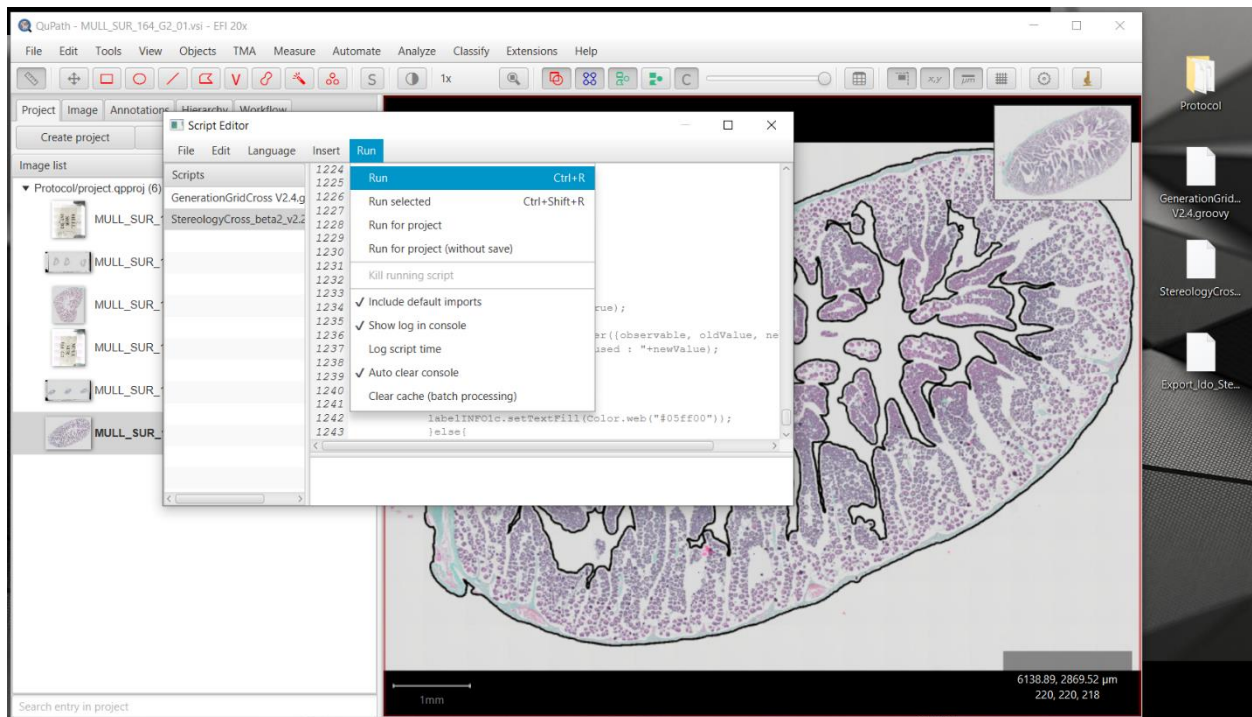 QuPath - MULL_SUR_164_G2_01.vsi - EFI 20x
File Edit Tools View Objects TMA Measure Automate Analyze Classify Extensions Help
S 1x C x,y μm
Project Image Annotations Hierarchy Workflow
Create project
Image list
Protocol/project.qpproj (6)
MULL_SUR_1
MULL_SUR_1
MULL_SUR_1
MULL_SUR_1
MULL_SUR_1
MULL_SUR_
Search entry in project
Script Editor
File Edit Language Insert Run
Scripts
GenerationGridCross V2.4.g
StereologyCross_beta2_v2.2
1224
1225
1226
1227
1228
1229
1230
1231
1232
1233
1234 rue);
1235
1236 er({observable, oldValue, ne
1237 used : "+newValue);
1238
1239
1240
1241
1242 labelINFO1c.setTextFill(Color.web("#05ff00"));
1243 }else{
Run Ctrl+R
Run selected Ctrl+Shift+R
Run for project
Run for project (without save)
Kill running script
Include default imports
Show log in console
Log script time
Auto clear console
Clear cache (batch processing)
1mm
6138.89, 2869.52 μm
220, 220, 218
Protocol
GenerationGrid...
V2.4.groovy
StereologyCros...
Export_Ido_Ste...